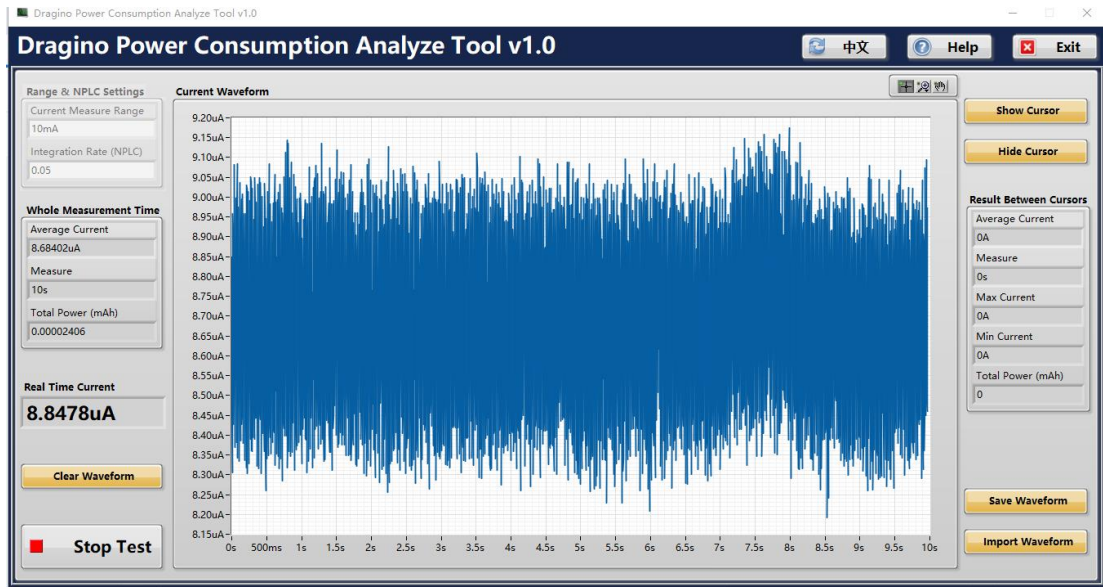 Dragino Power Consumption Analyze Tool v1.0
Dragino Power Consumption Analyze Tool v1.0
中文
Help
Exit
Range & NPLC Settings
Current Measure Range
10mA
Integration Rate (NPLC)
0.05
Whole Measurement Time
Average Current
8.68402uA
Measure
10s
Total Power (mAh)
0.00002406
Real Time Current
8.8478uA
Clear Waveform
Stop Test
Current Waveform
9.20uA
9.15uA
9.10uA
9.05uA
9.00uA
8.95uA
8.90uA
8.85uA
8.80uA
8.75uA
8.70uA
8.65uA
8.60uA
8.55uA
8.50uA
8.45uA
8.40uA
8.35uA
8.30uA
8.25uA
8.20uA
8.15uA
0s 500ms 1s 1.5s 2s 2.5s 3s 3.5s 4s 4.5s 5s 5.5s 6s 6.5s 7s 7.5s 8s 8.5s 9s 9.5s 10s
Show Cursor
Hide Cursor
Result Between Cursors
Average Current
0A
Measure
0s
Max Current
0A
Min Current
0A
Total Power (mAh)
0
Save Waveform
Import Waveform